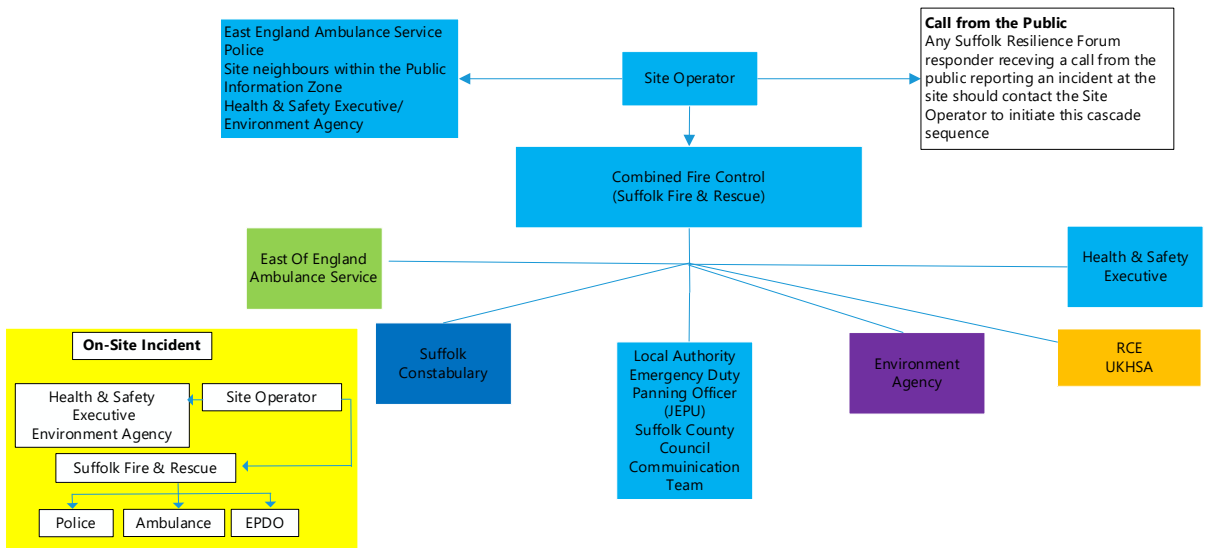 East England Ambulance Service
Police
Site neighbours within the Public
Information Zone
Health & Safety Executive/
Environment Agency
Site Operator
Call from the Public
Any Suffolk Resilience Forum
responder receving a call from the
public reporting an incident at the
site should contact the Site
Operator to initiate this cascade
sequence
Combined Fire Control
(Suffolk Fire & Rescue)
East Of England
Ambulance Service
Health & Safety
Executive
Suffolk
Constabulary
Local Authority
Emergency Duty
Panning Officer
(JEPU)
Suffolk County
Council
Commuinication
Team
Environment
Agency
RCE
UKHSA
On-Site Incident
Health & Safety
Executive
Environment Agency
Site Operator
Suffolk Fire & Rescue
Police
Ambulance
EPDO